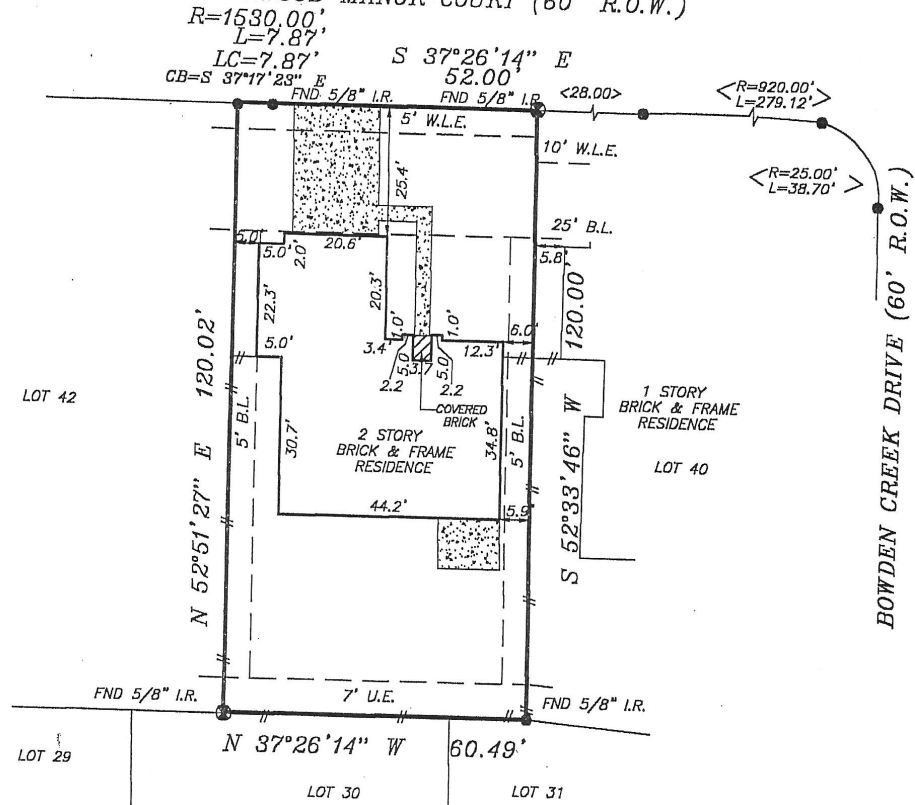 MANOR COURT (60' R.O.W.)
R=1530.00'
L=7.87'
LC=7.87'
CB=S 37°17'23" E
S 37°26'14" E
52.00'
FND 5/8" I.R.
FND 5/8" I.R.
<28.00>
<R=920.00'
L=279.12'>
5' W.L.E.
10' W.L.E.
<R=25.00'
L=38.70' >
25.4'
25' B.L.
5.0'
5.0'
2.0'
20.6'
5.8'
22.3'
20.3'
120.00'
1.0'
1.0'
6.0'
5.0'
3.4'
5.0
3.7
5.0
12.3'
2.2
2.2
COVERED
BRICK
LOT 42
N 52°51'27" E 120.02'
5' B.L.
30.7'
2 STORY
BRICK & FRAME
RESIDENCE
34.8'
5' B.L.
S 52°33'46" W
1 STORY
BRICK & FRAME
RESIDENCE
LOT 40
BOWDEN CREEK DRIVE (60' R.O.W.)
44.2'
5.9'
FND 5/8" I.R.
7' U.E.
FND 5/8" I.R.
N 37°26'14" W 60.49'
LOT 29
LOT 30
LOT 31